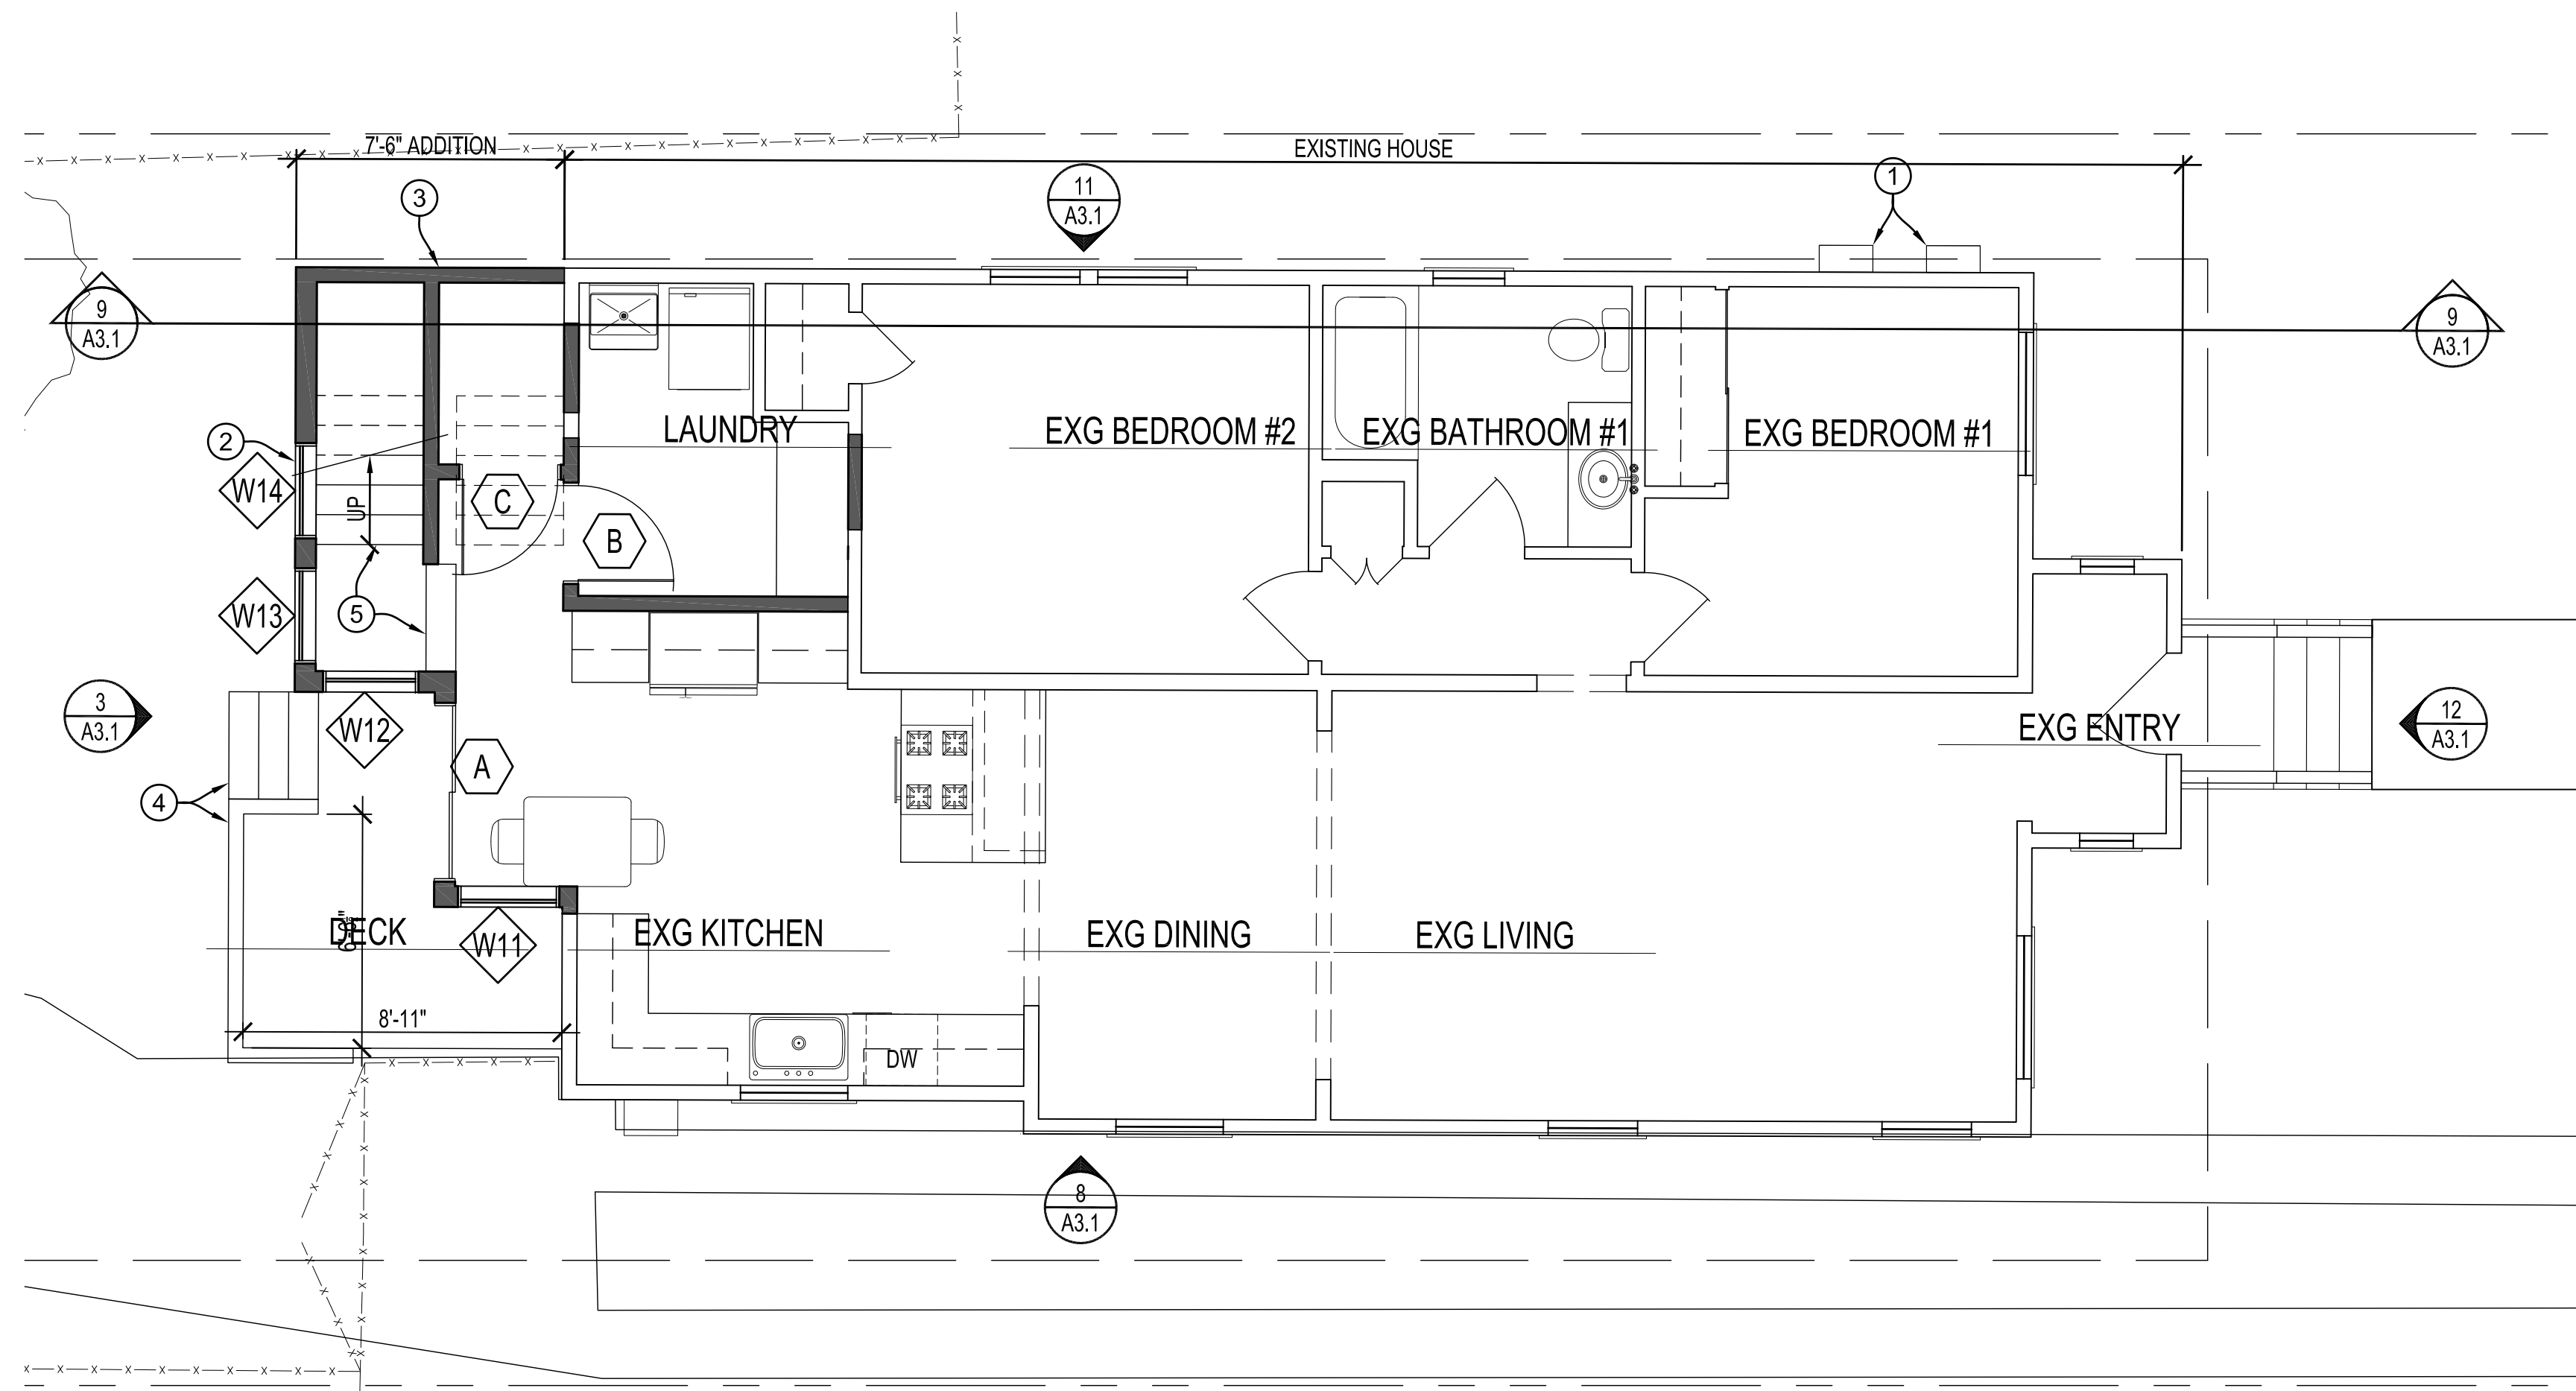 7'-6" ADDITION
EXISTING HOUSE
3
11
A3.1
1
9
A3.1
9
A3.1
2
W14
UP
C
B
LAUNDRY
EXG BEDROOM #2
EXG BATHROOM #1
EXG BEDROOM #1
W13
5
3
A3.1
W12
A
4
EXG ENTRY
12
A3.1
DECK
W11
EXG KITCHEN
EXG DINING
EXG LIVING
8'-11"
DW
8
A3.1